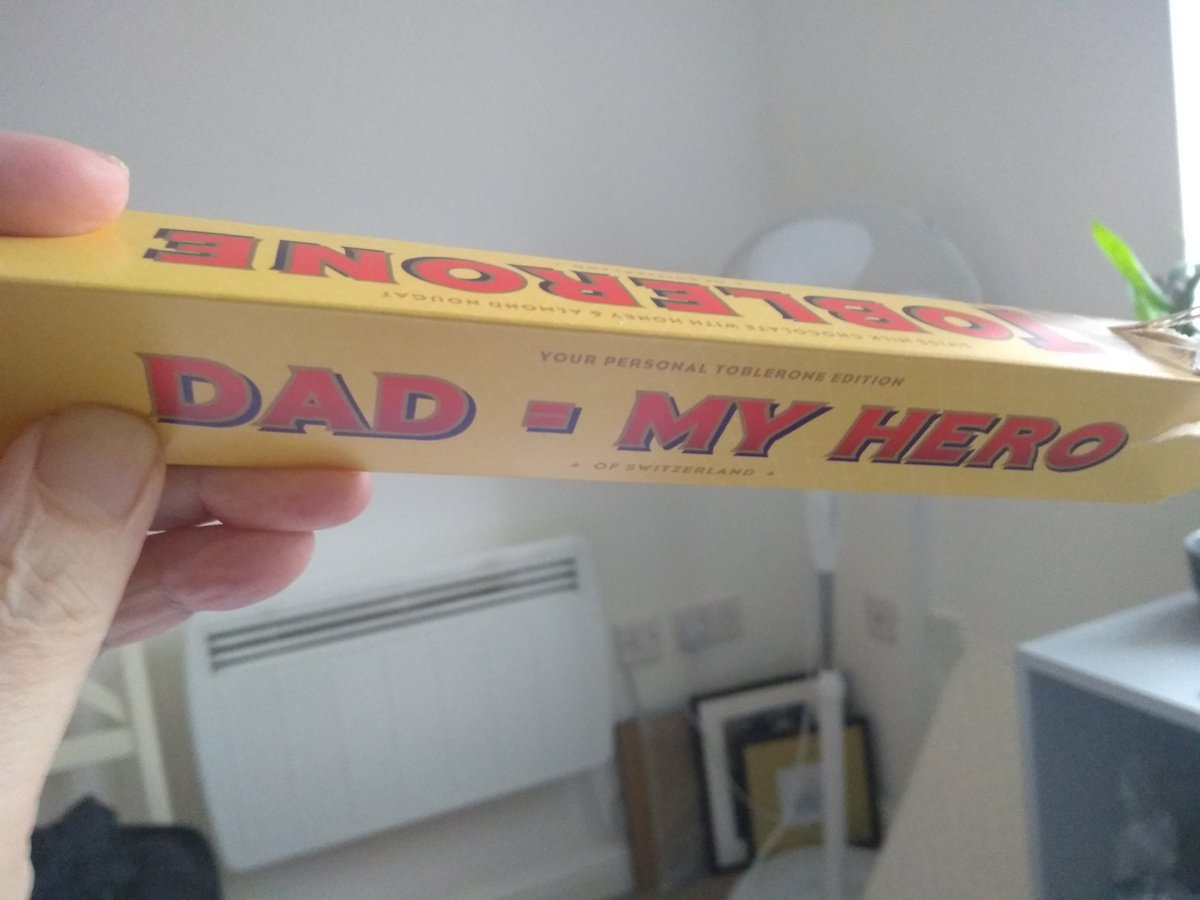 TOBLERONE
SWISS MILK CHOCOLATE WITH HONEY & ALMOND NOUGAT
YOUR PERSONAL TOBLERONE EDITION
DAD = MY HERO
OF SWITZERLAND